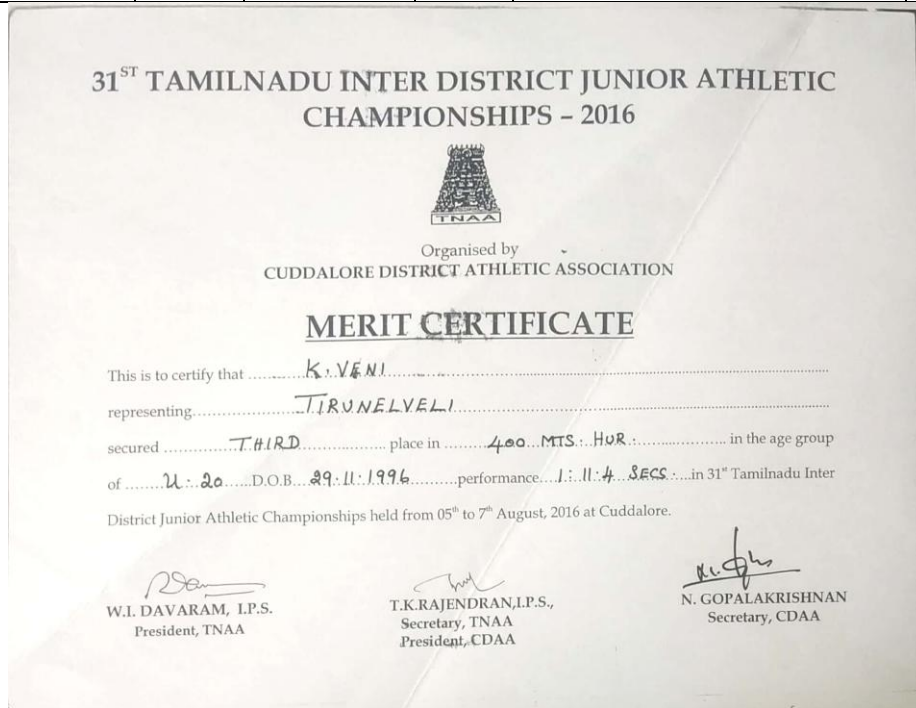 31ST TAMILNADU INTER DISTRICT JUNIOR ATHLETIC
CHAMPIONSHIPS – 2016
TNAA
Organised by
CUDDALORE DISTRICT ATHLETIC ASSOCIATION
MERIT CERTIFICATE
This is to certify that ........... K. VENI ...........
representing........... TIRUNELVELI ...........
secured ........... THIRD ........... place in ........ 400 MTS. HUR. ........... in the age group
of ........ U. 20 ...... D.O.B. 29.11.1996 ........... performance.... 1:11:4 SECS ....in 31st Tamilnadu Inter
District Junior Athletic Championships held from 05th to 7th August, 2016 at Cuddalore.
W.I. DAVARAM, I.P.S.
President, TNAA
T.K.RAJENDRAN,I.P.S.,
Secretary, TNAA
President, CDAA
N. GOPALAKRISHNAN
Secretary, CDAA